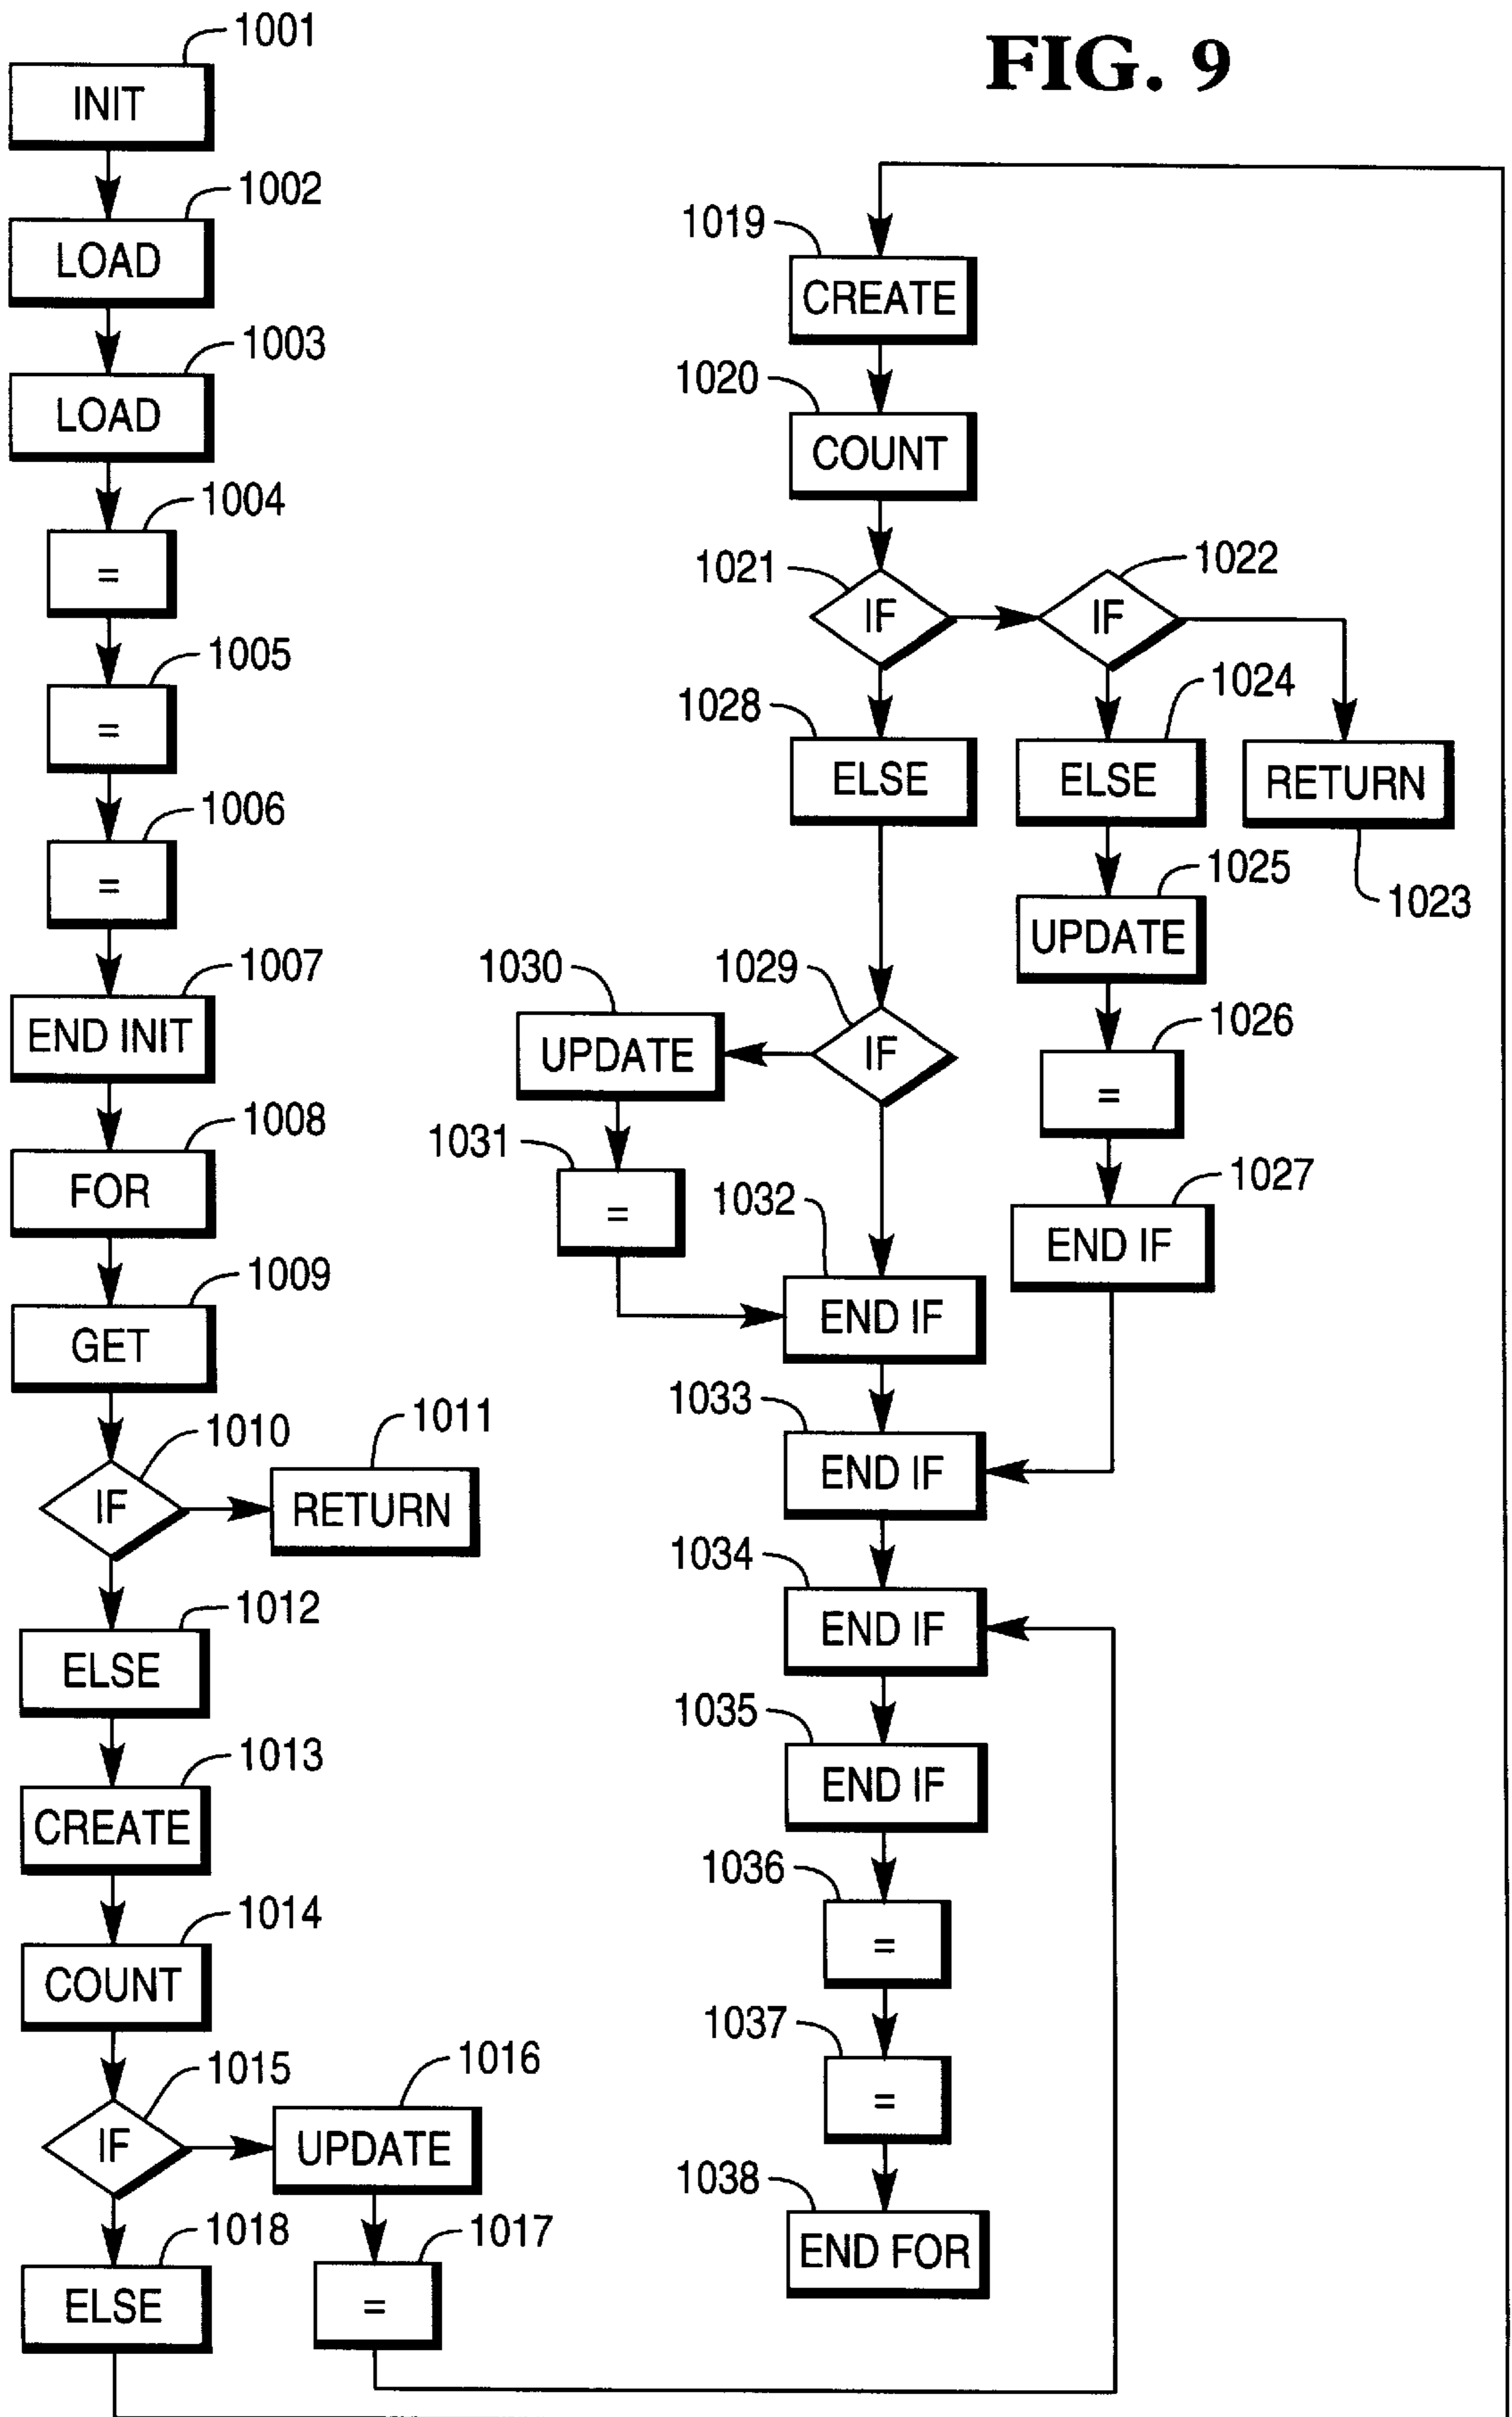 FIG. 9
1001
INIT
1002
LOAD
1003
LOAD
1004
=
1005
=
1006
=
1007
END INIT
1008
FOR
1009
GET
1010
IF
1011
RETURN
1012
ELSE
1013
CREATE
1014
COUNT
1015
IF
1016
UPDATE
1017
=
1018
ELSE
1019
CREATE
1020
COUNT
1021
IF
1022
IF
1023
RETURN
1024
ELSE
1025
UPDATE
1026
=
1027
END IF
1028
ELSE
1029
IF
1030
UPDATE
1031
=
1032
END IF
1033
END IF
1034
END IF
1035
END IF
1036
=
1037
=
1038
END FOR